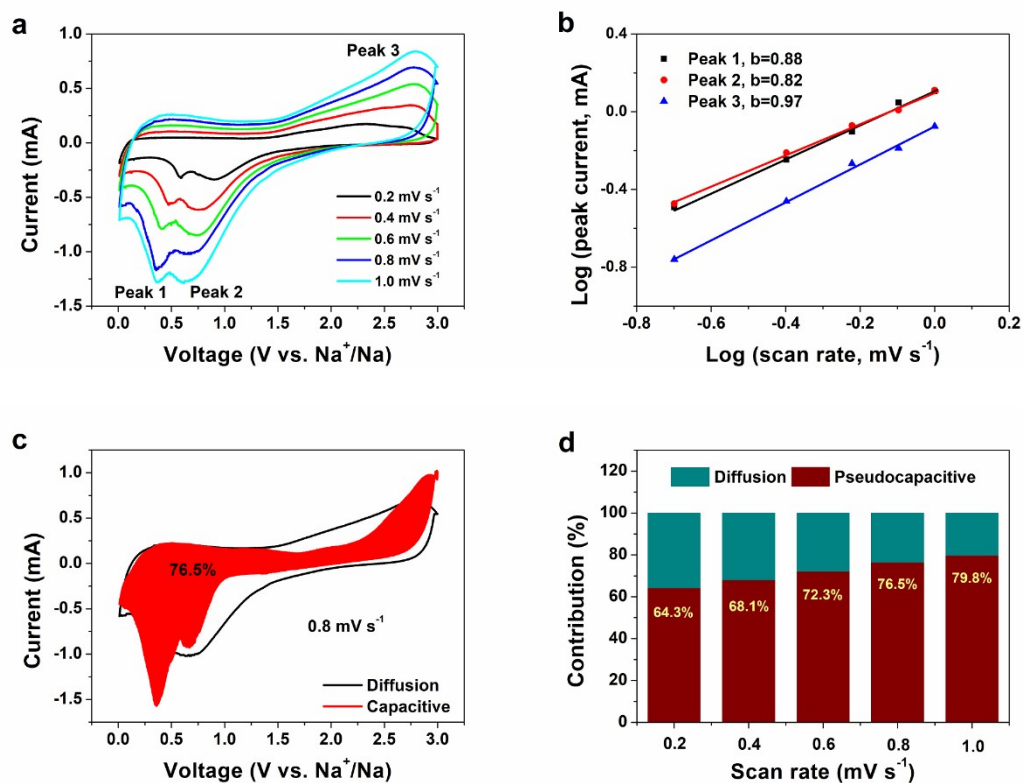 a
Current (mA)
1.0
0.5
0.0
-0.5
-1.0
-1.5
Peak 3
Peak 1
Peak 2
0.2 mV s⁻¹
0.4 mV s⁻¹
0.6 mV s⁻¹
0.8 mV s⁻¹
1.0 mV s⁻¹
0.0 0.5 1.0 1.5 2.0 2.5 3.0
Voltage (V vs. Na⁺/Na)
b
Log (peak current, mA)
0.4
0.0
-0.4
-0.8
Peak 1, b=0.88
Peak 2, b=0.82
Peak 3, b=0.97
-0.8 -0.6 -0.4 -0.2 0.0 0.2
Log (scan rate, mV s⁻¹)
c
Current (mA)
1.0
0.5
0.0
-0.5
-1.0
-1.5
76.5%
0.8 mV s⁻¹
Diffusion
Capacitive
0.0 0.5 1.0 1.5 2.0 2.5 3.0
Voltage (V vs. Na⁺/Na)
d
Contribution (%)
120
100
80
60
40
20
0
Diffusion Pseudocapacitive
64.3% 68.1% 72.3% 76.5% 79.8%
0.2 0.4 0.6 0.8 1.0
Scan rate (mV s⁻¹)